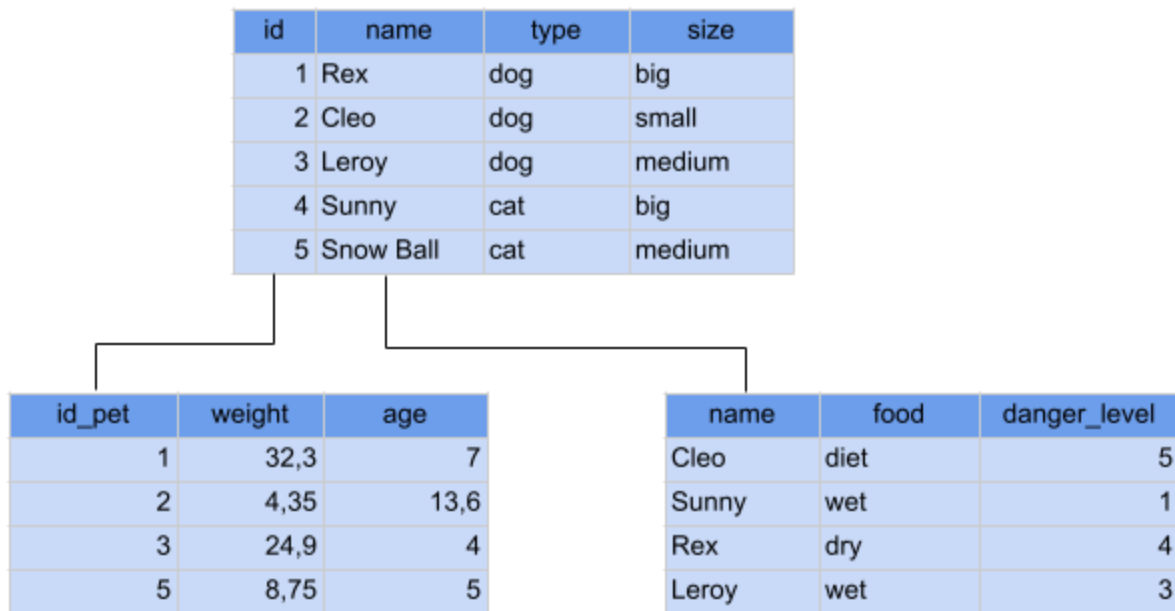 id name type size
1 Rex dog big
2 Cleo dog small
3 Leroy dog medium
4 Sunny cat big
5 Snow Ball cat medium
id_pet weight age
1 32,3 7
2 4,35 13,6
3 24,9 4
5 8,75 5
name food danger_level
Cleo diet 5
Sunny wet 1
Rex dry 4
Leroy wet 3